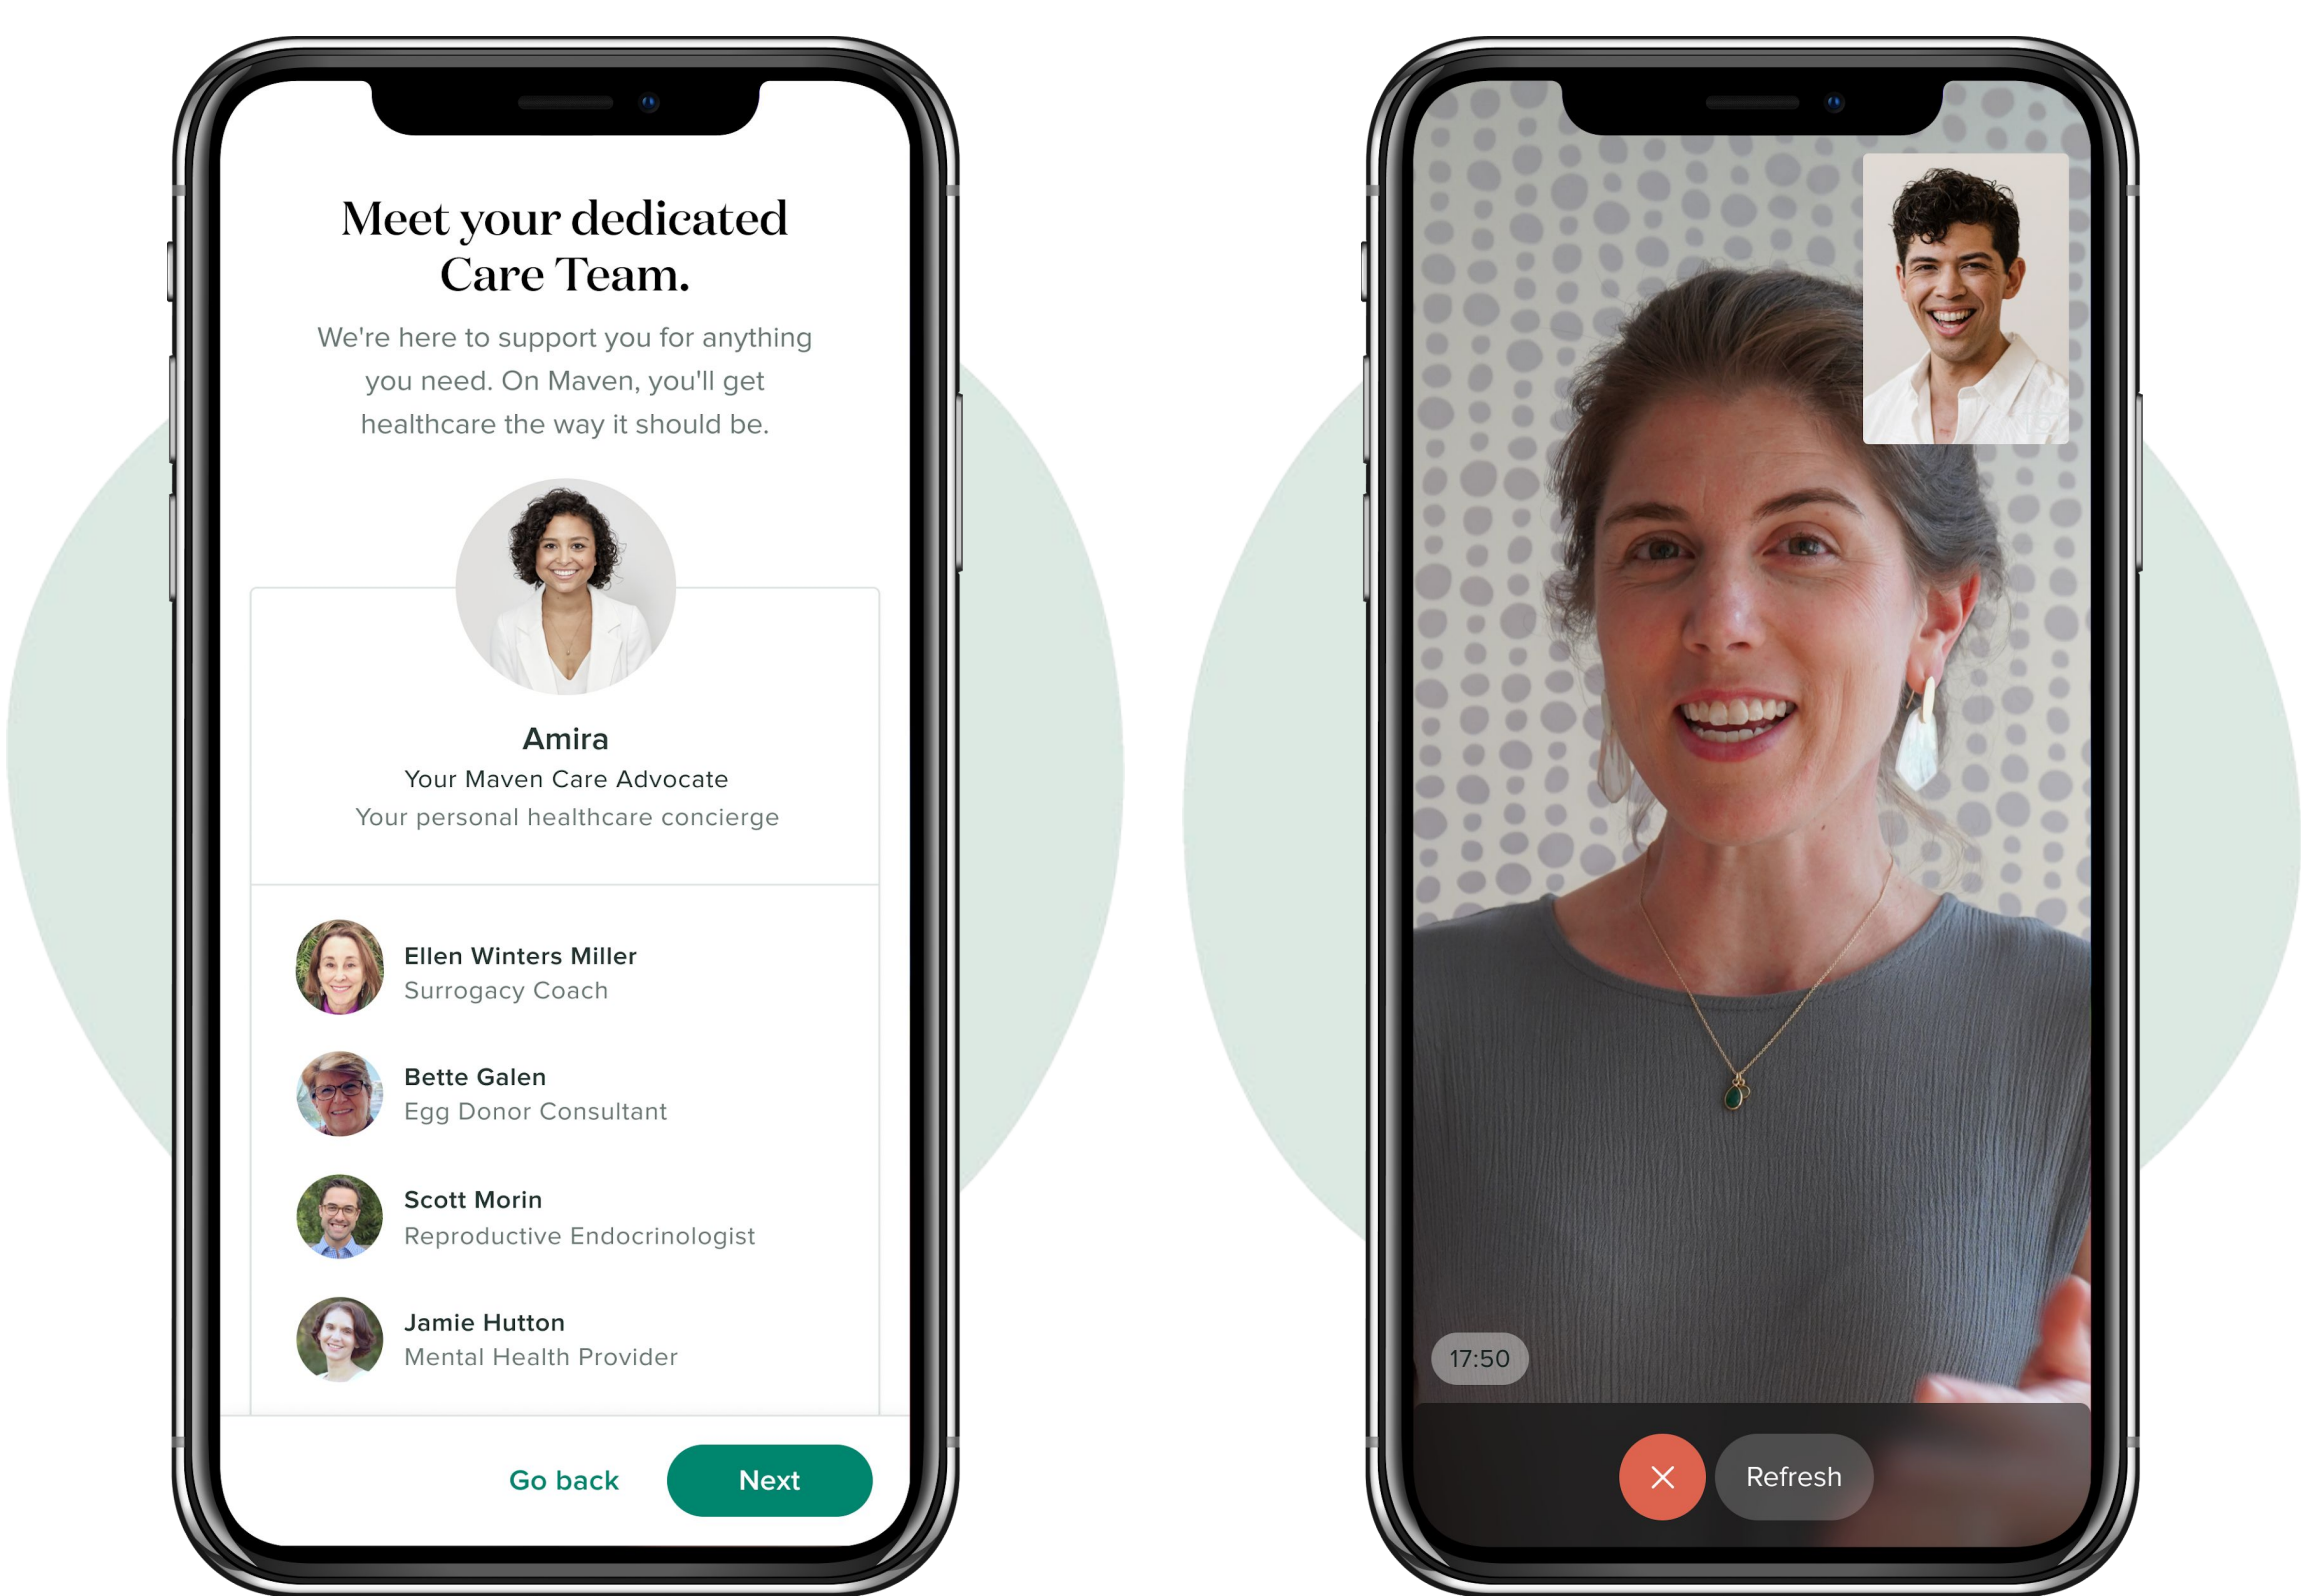 Meet your dedicated
Care Team.
We're here to support you for anything
you need. On Maven, you'll get
healthcare the way it should be.
Amira
Your Maven Care Advocate
Your personal healthcare concierge
Ellen Winters Miller
Surrogacy Coach
Bette Galen
Egg Donor Consultant
Scott Morin
Reproductive Endocrinologist
Jamie Hutton
Mental Health Provider
Go back
Next
17:50
Refresh